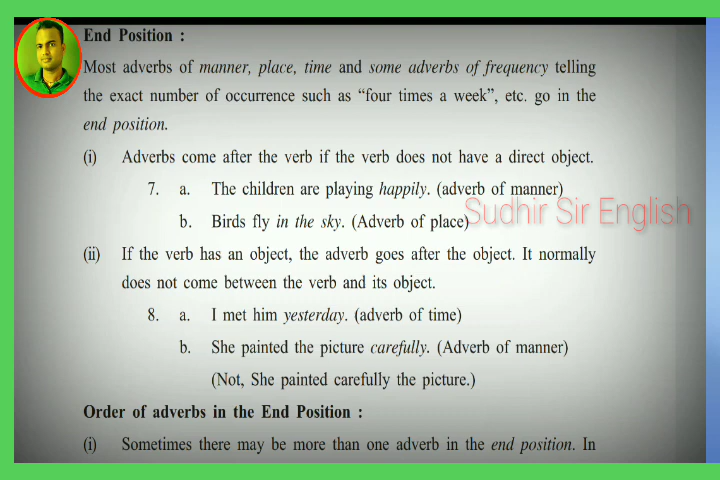 End Position :
Most adverbs of manner, place, time and some adverbs of frequency telling
the exact number of occurrence such as “four times a week”, etc. go in the
end position.
(i) Adverbs come after the verb if the verb does not have a direct object.
7. a. The children are playing happily. (adverb of manner)
b. Birds fly in the sky. (Adverb of place)
Sudhir Sir English
(ii) If the verb has an object, the adverb goes after the object. It normally
does not come between the verb and its object.
8. a. I met him yesterday. (adverb of time)
b. She painted the picture carefully. (Adverb of manner)
(Not, She painted carefully the picture.)
Order of adverbs in the End Position :
(i) Sometimes there may be more than one adverb in the end position. In